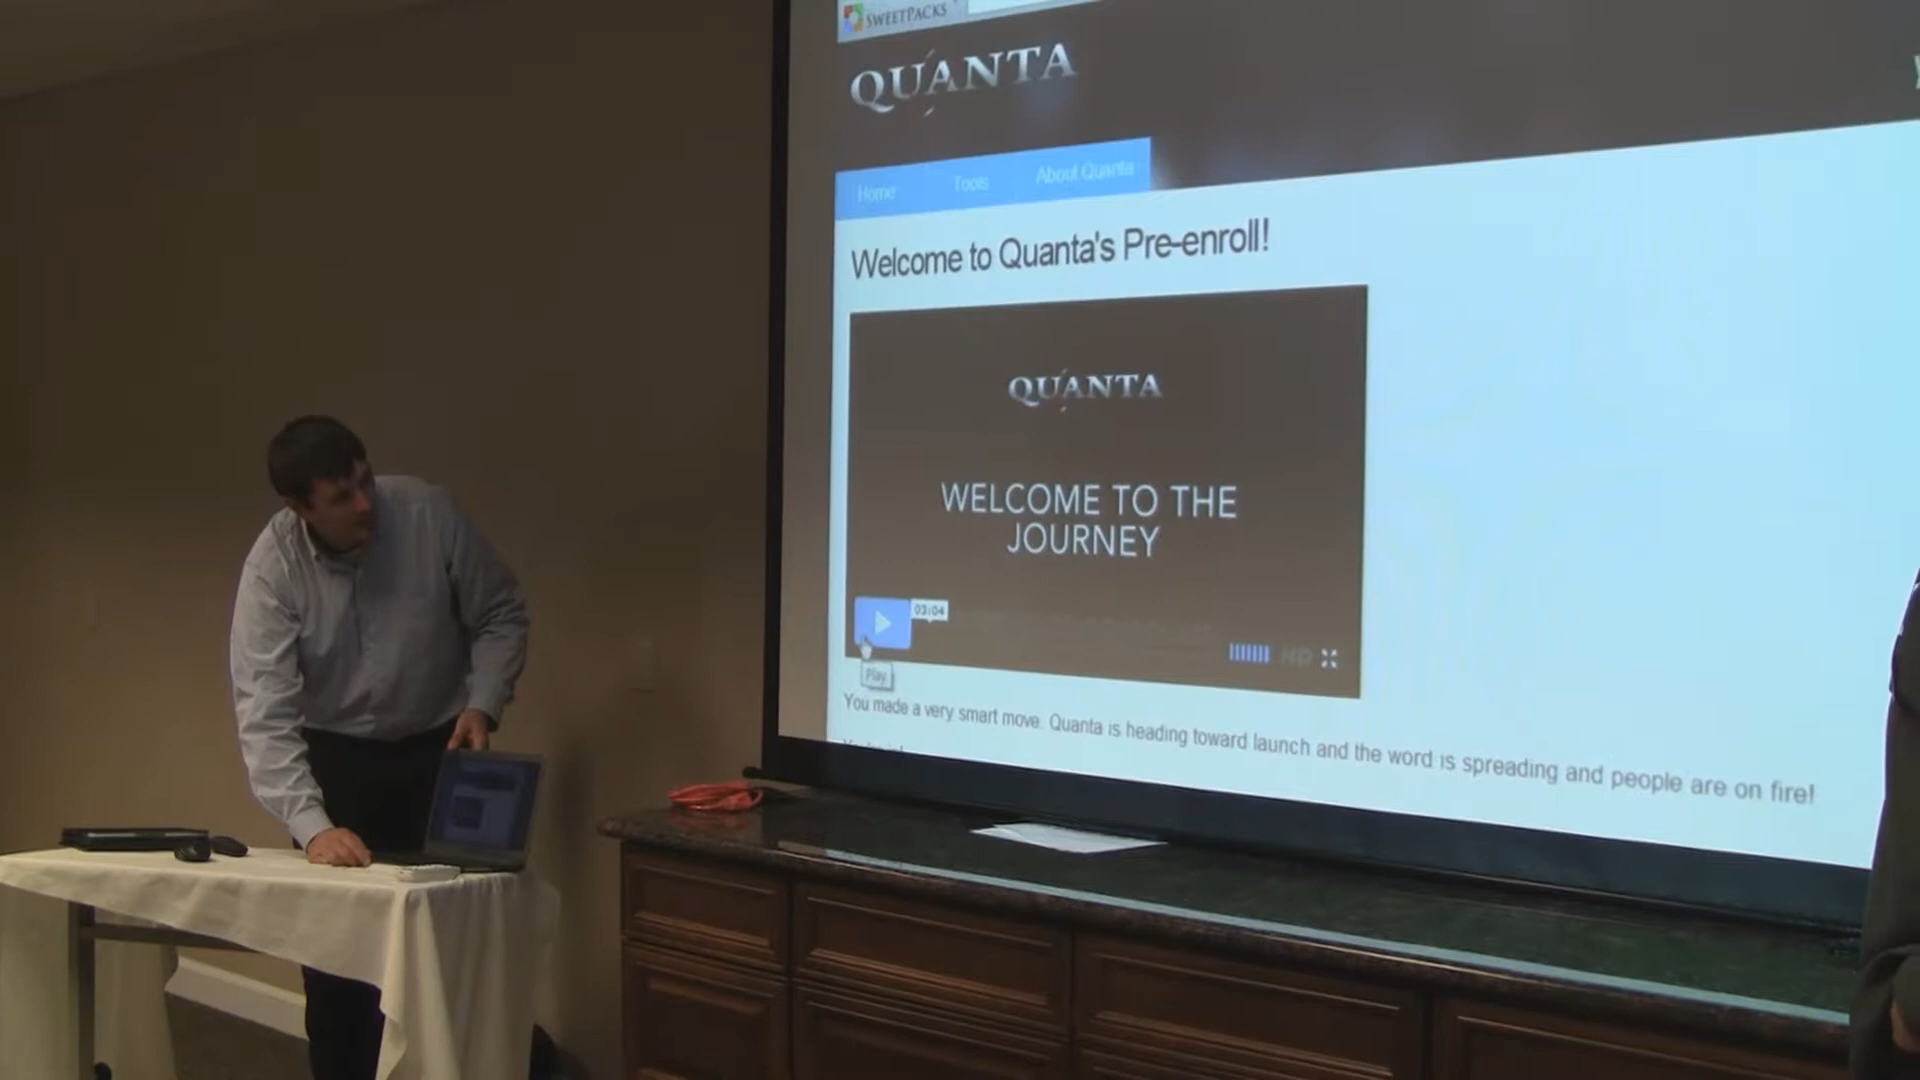 SWEETPACKS
QUANTA
Home Tools About Quanta
Welcome to Quanta's Pre-enroll!
QUANTA
WELCOME TO THE
JOURNEY
03:04
HD
Play
You made a very smart move. Quanta is heading toward launch and the word is spreading and people are on fire!